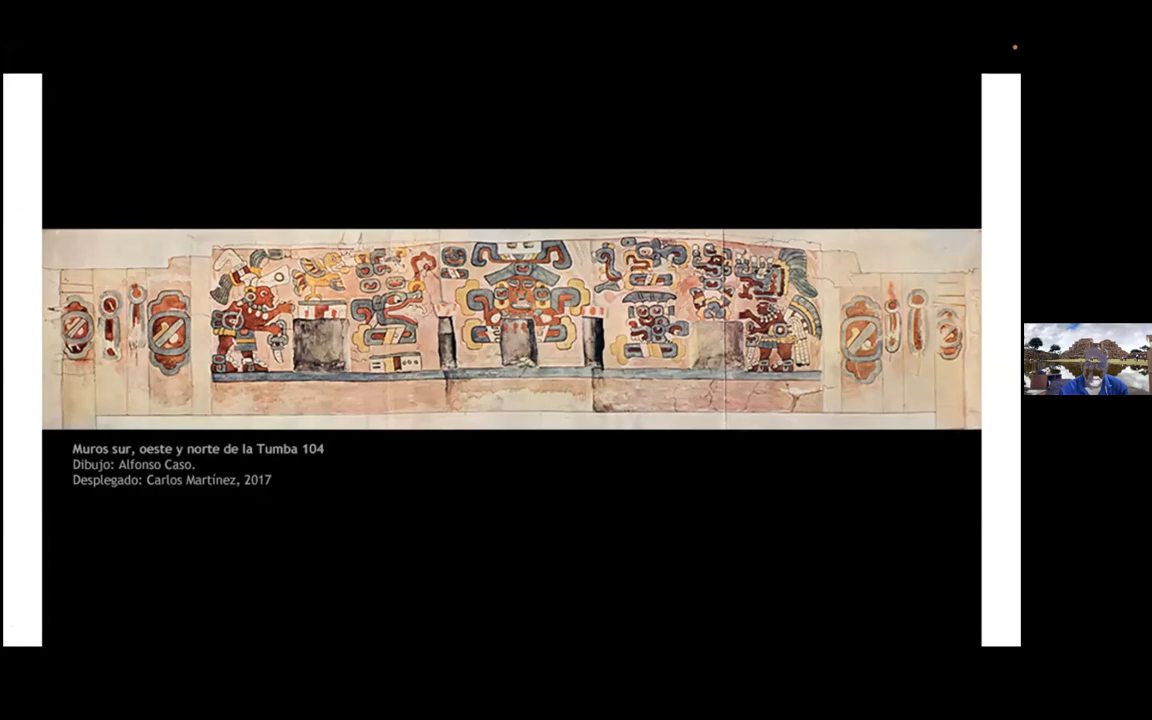 Muros sur, oeste y norte de la Tumba 104
Dibujo: Alfonso Caso.
Desplegado: Carlos Martínez, 2017